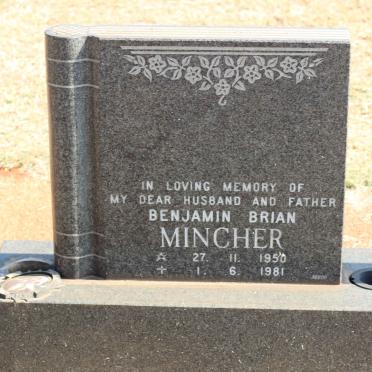 IN LOVING MEMORY OF
MY DEAR HUSBAND AND FATHER
BENJAMIN BRIAN
MINCHER
☆ 27. 11. 1950
+ 1. 6. 1981